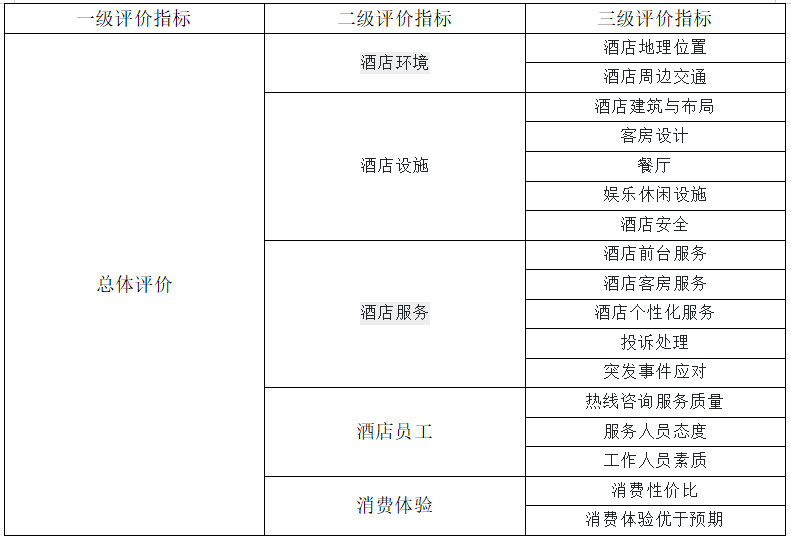 一级评价指标 二级评价指标 三级评价指标
总体评价
酒店环境
酒店地理位置
酒店周边交通
酒店设施
酒店建筑与布局
客房设计
餐厅
娱乐休闲设施
酒店安全
酒店服务
酒店前台服务
酒店客房服务
酒店个性化服务
投诉处理
突发事件应对
酒店员工
热线咨询服务质量
服务人员态度
工作人员素质
消费体验
消费性价比
消费体验优于预期